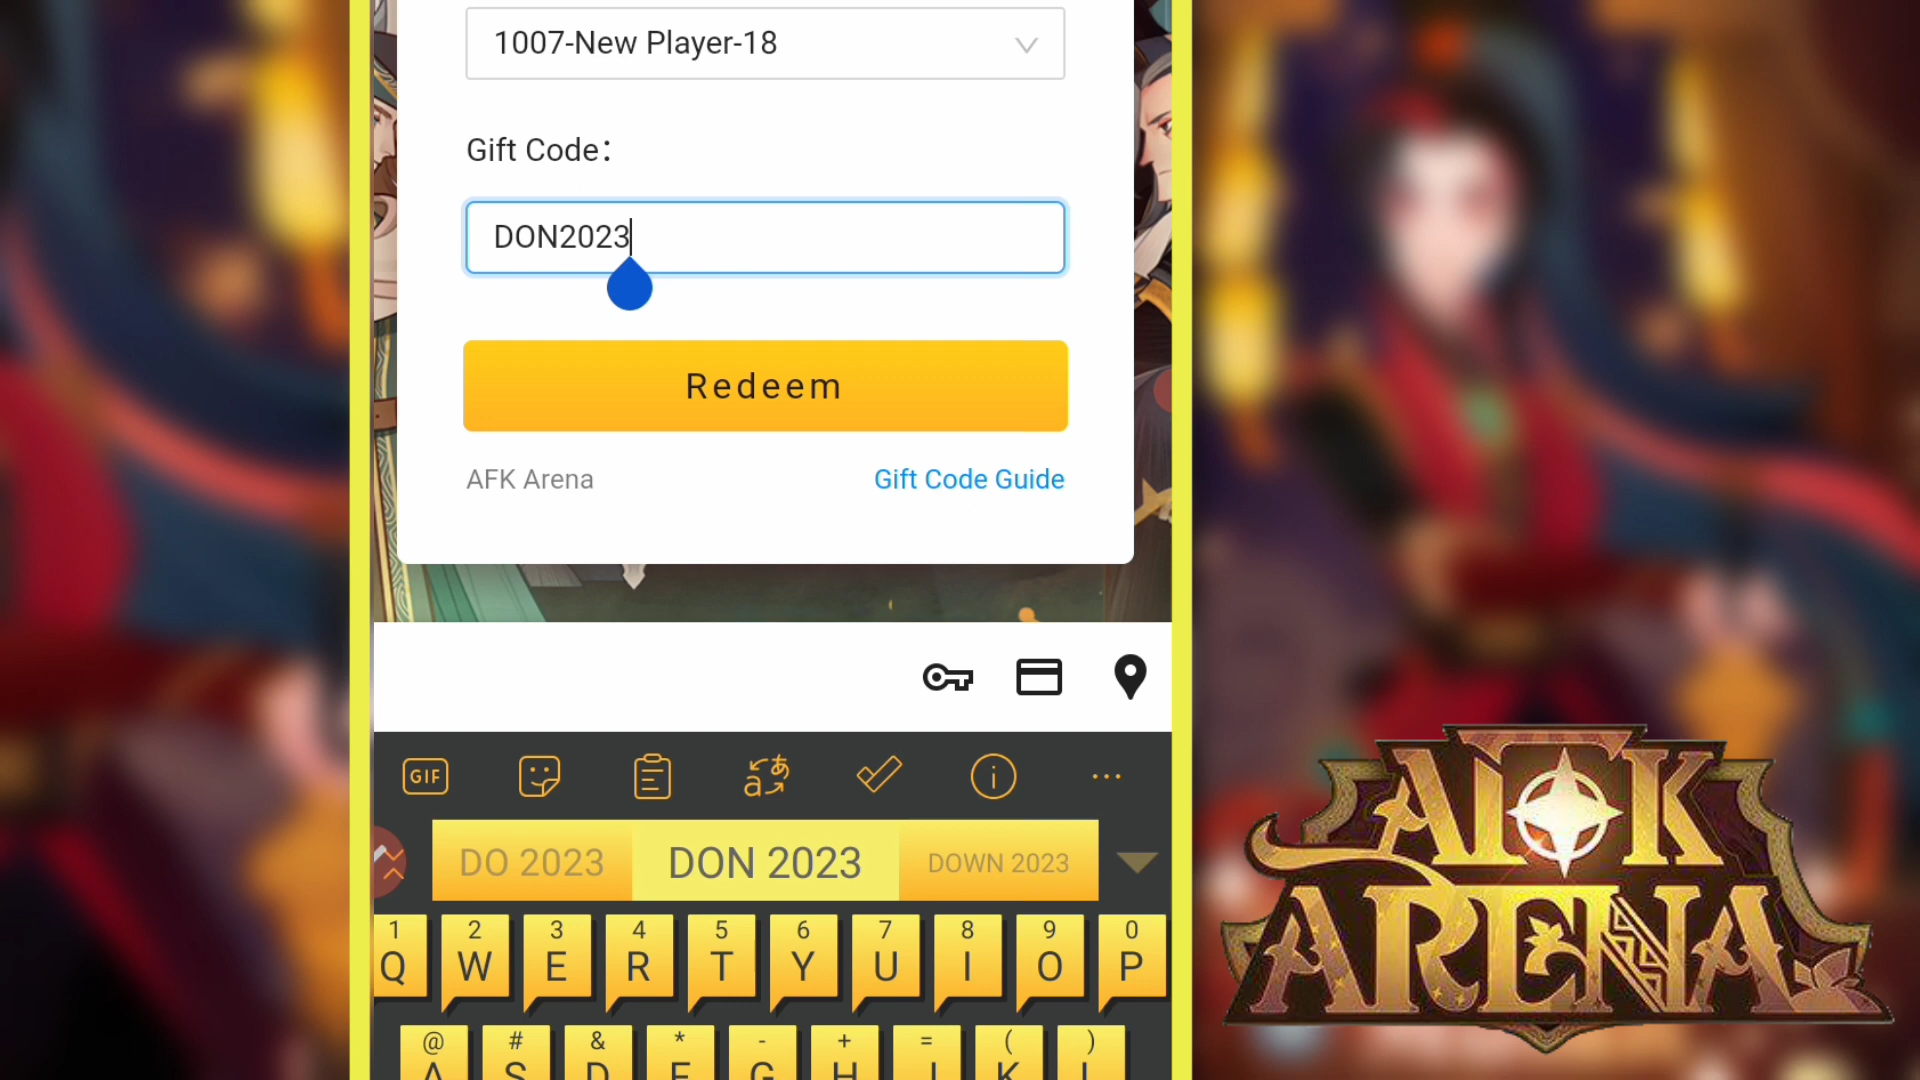 1007-New Player-18
Gift Code:
DON2023
Redeem
AFK Arena Gift Code Guide
GIF
DO 2023 DON 2023 DOWN 2023
1 2 3 4 5 6 7 8 9 0
Q W E R T Y U I O P
@ # & * - + = ( )
A S D F G H J K L
AFK
ARENA